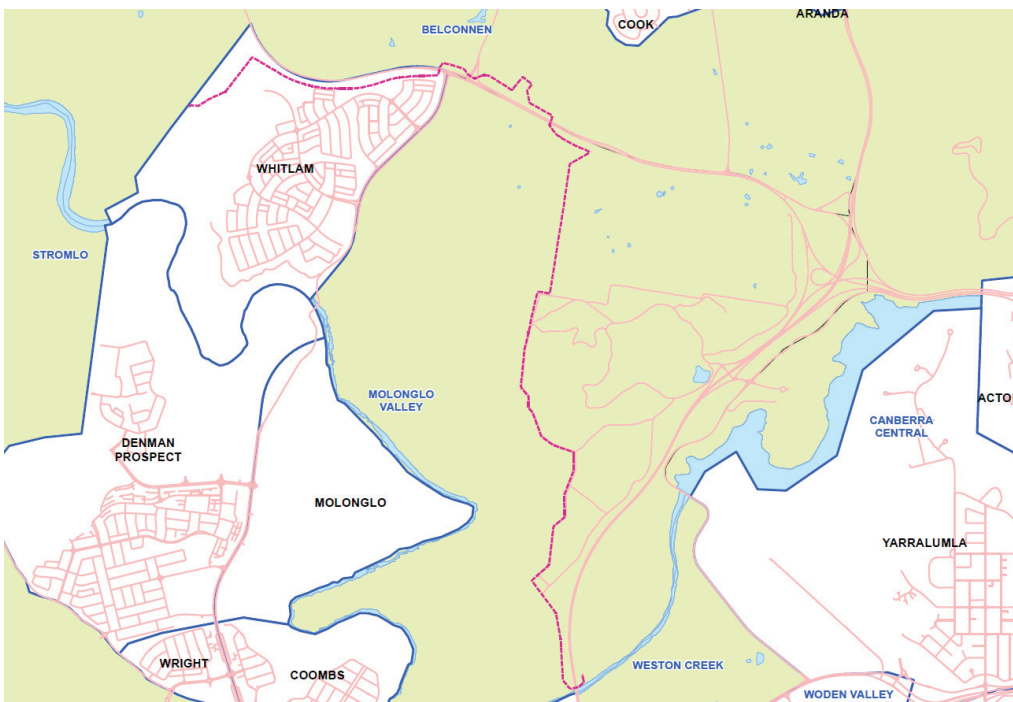 ARANDA
COOK
BELCONNEN
WHITLAM
STROMLO
MOLONGLO
VALLEY
ACTO
CANBERRA
CENTRAL
DENMAN
PROSPECT
MOLONGLO
YARRALUMLA
WRIGHT
WESTON CREEK
COOMBS
WODEN VALLEY